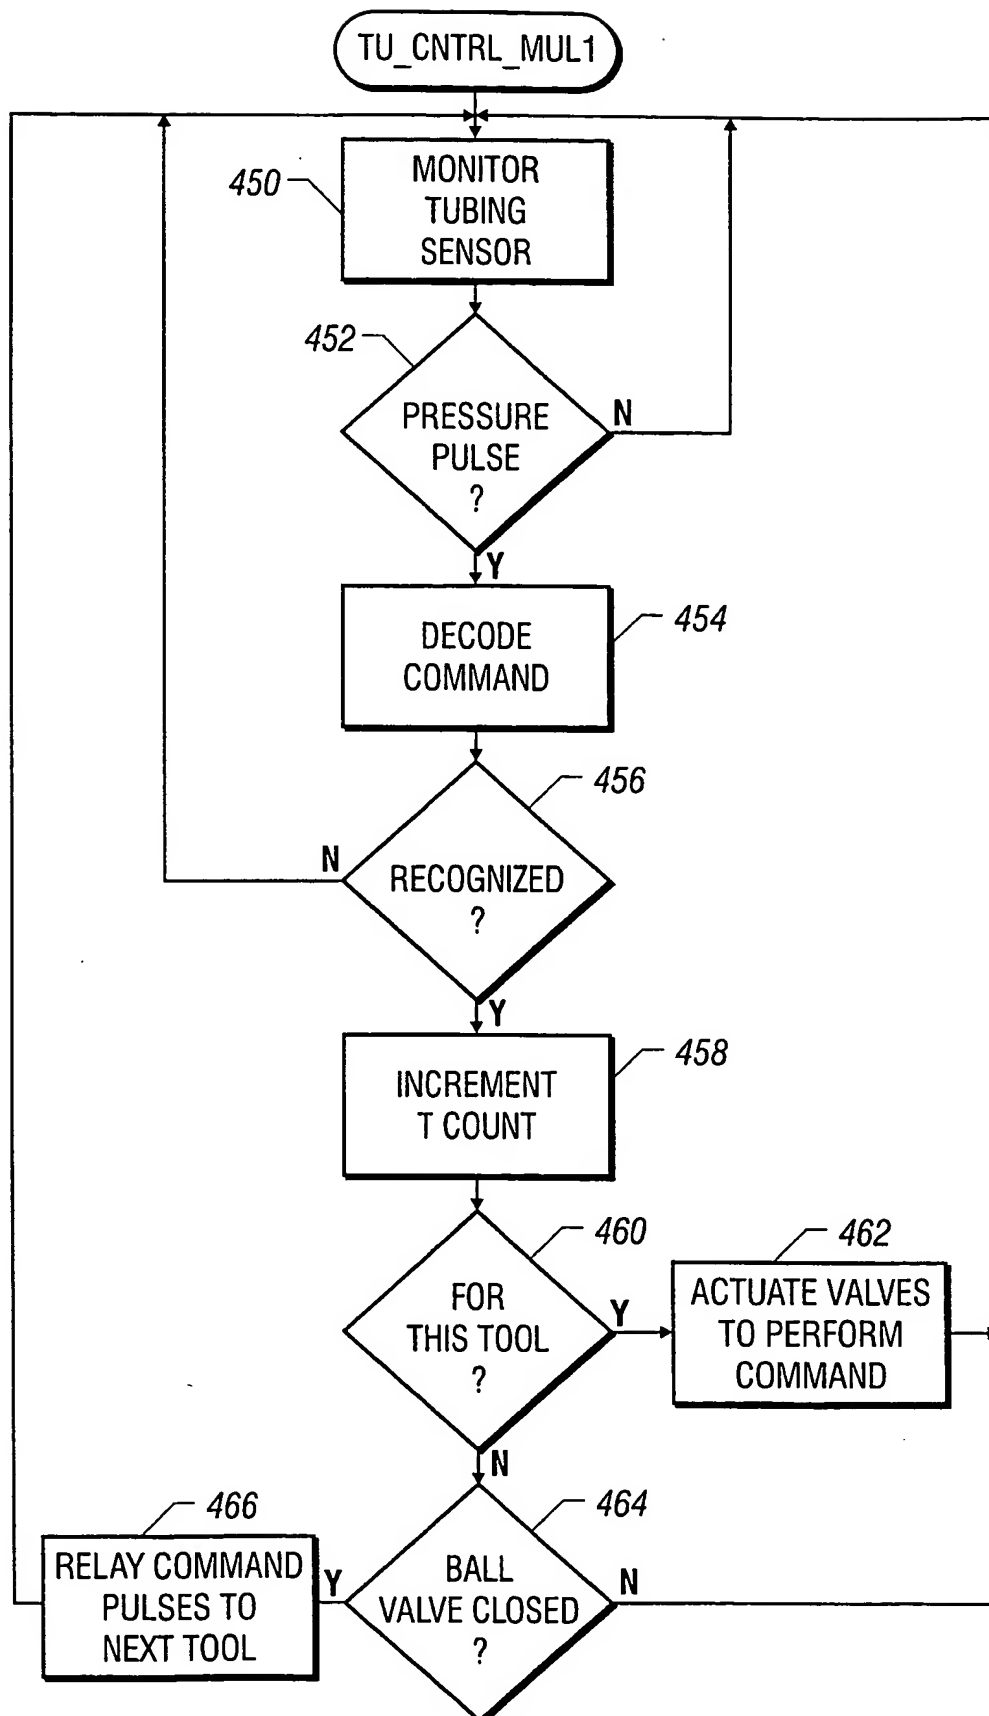 TU_CNTRL_MUL1
450
MONITOR
TUBING
SENSOR
452
PRESSURE
PULSE
?
N
Y
454
DECODE
COMMAND
456
RECOGNIZED
?
N
Y
458
INCREMENT
T COUNT
460
FOR
THIS TOOL
?
Y
N
462
ACTUATE VALVES
TO PERFORM
COMMAND
464
BALL
VALVE CLOSED
?
Y
N
466
RELAY COMMAND
PULSES TO
NEXT TOOL